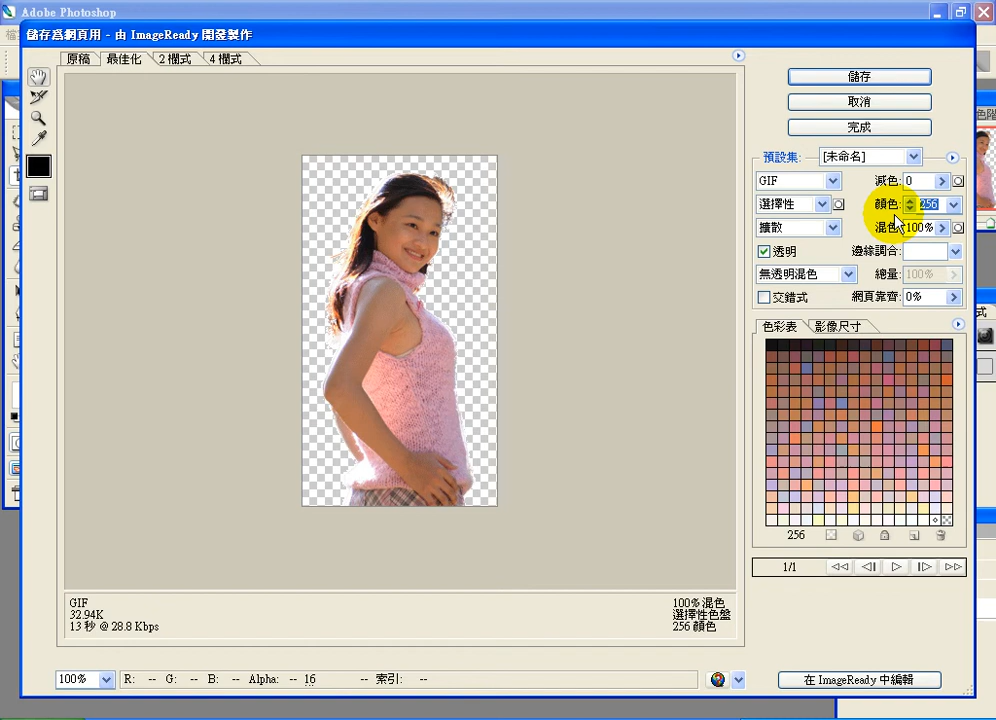 Adobe Photoshop
儲存為網頁用 - 由 ImageReady 開發製作
原稿 最佳化 2 欄式 4 欄式
儲存
取消
完成
預設集: [未命名]
GIF 減色: 0
選擇性 顏色: 256
擴散 混色: 100%
透明 邊緣調合:
無透明混色 總量: 100%
交錯式 網頁靠齊: 0%
色彩表 影像尺寸
256
1/1
GIF
32.94K
13 秒 @ 28.8 Kbps
100% 混色
選擇性色盤
256 顏色
100% R: -- G: -- B: -- Alpha: -- 16 -- 索引: --
在 ImageReady 中編輯